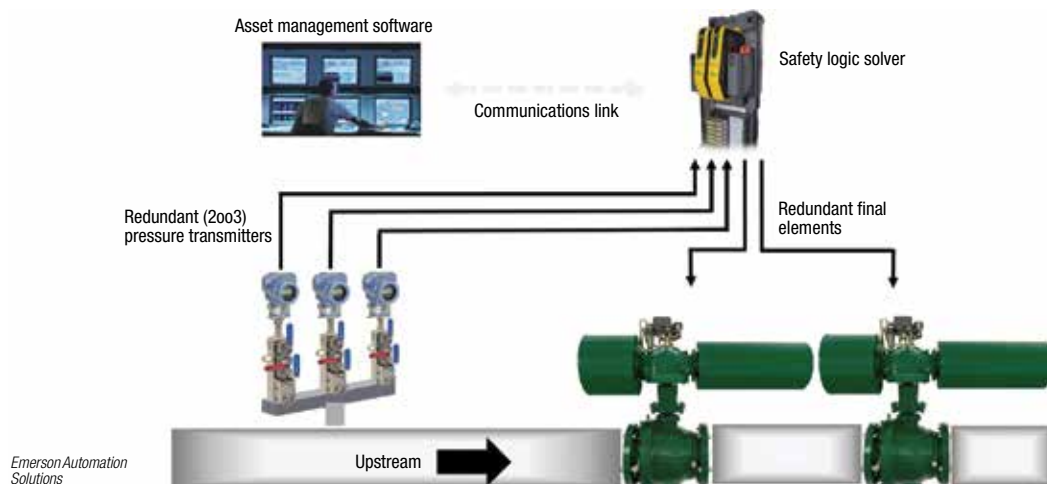 Asset management software
Safety logic solver
Communications link
Redundant (2oo3)
pressure transmitters
Redundant final
elements
Emerson Automation
Solutions
Upstream